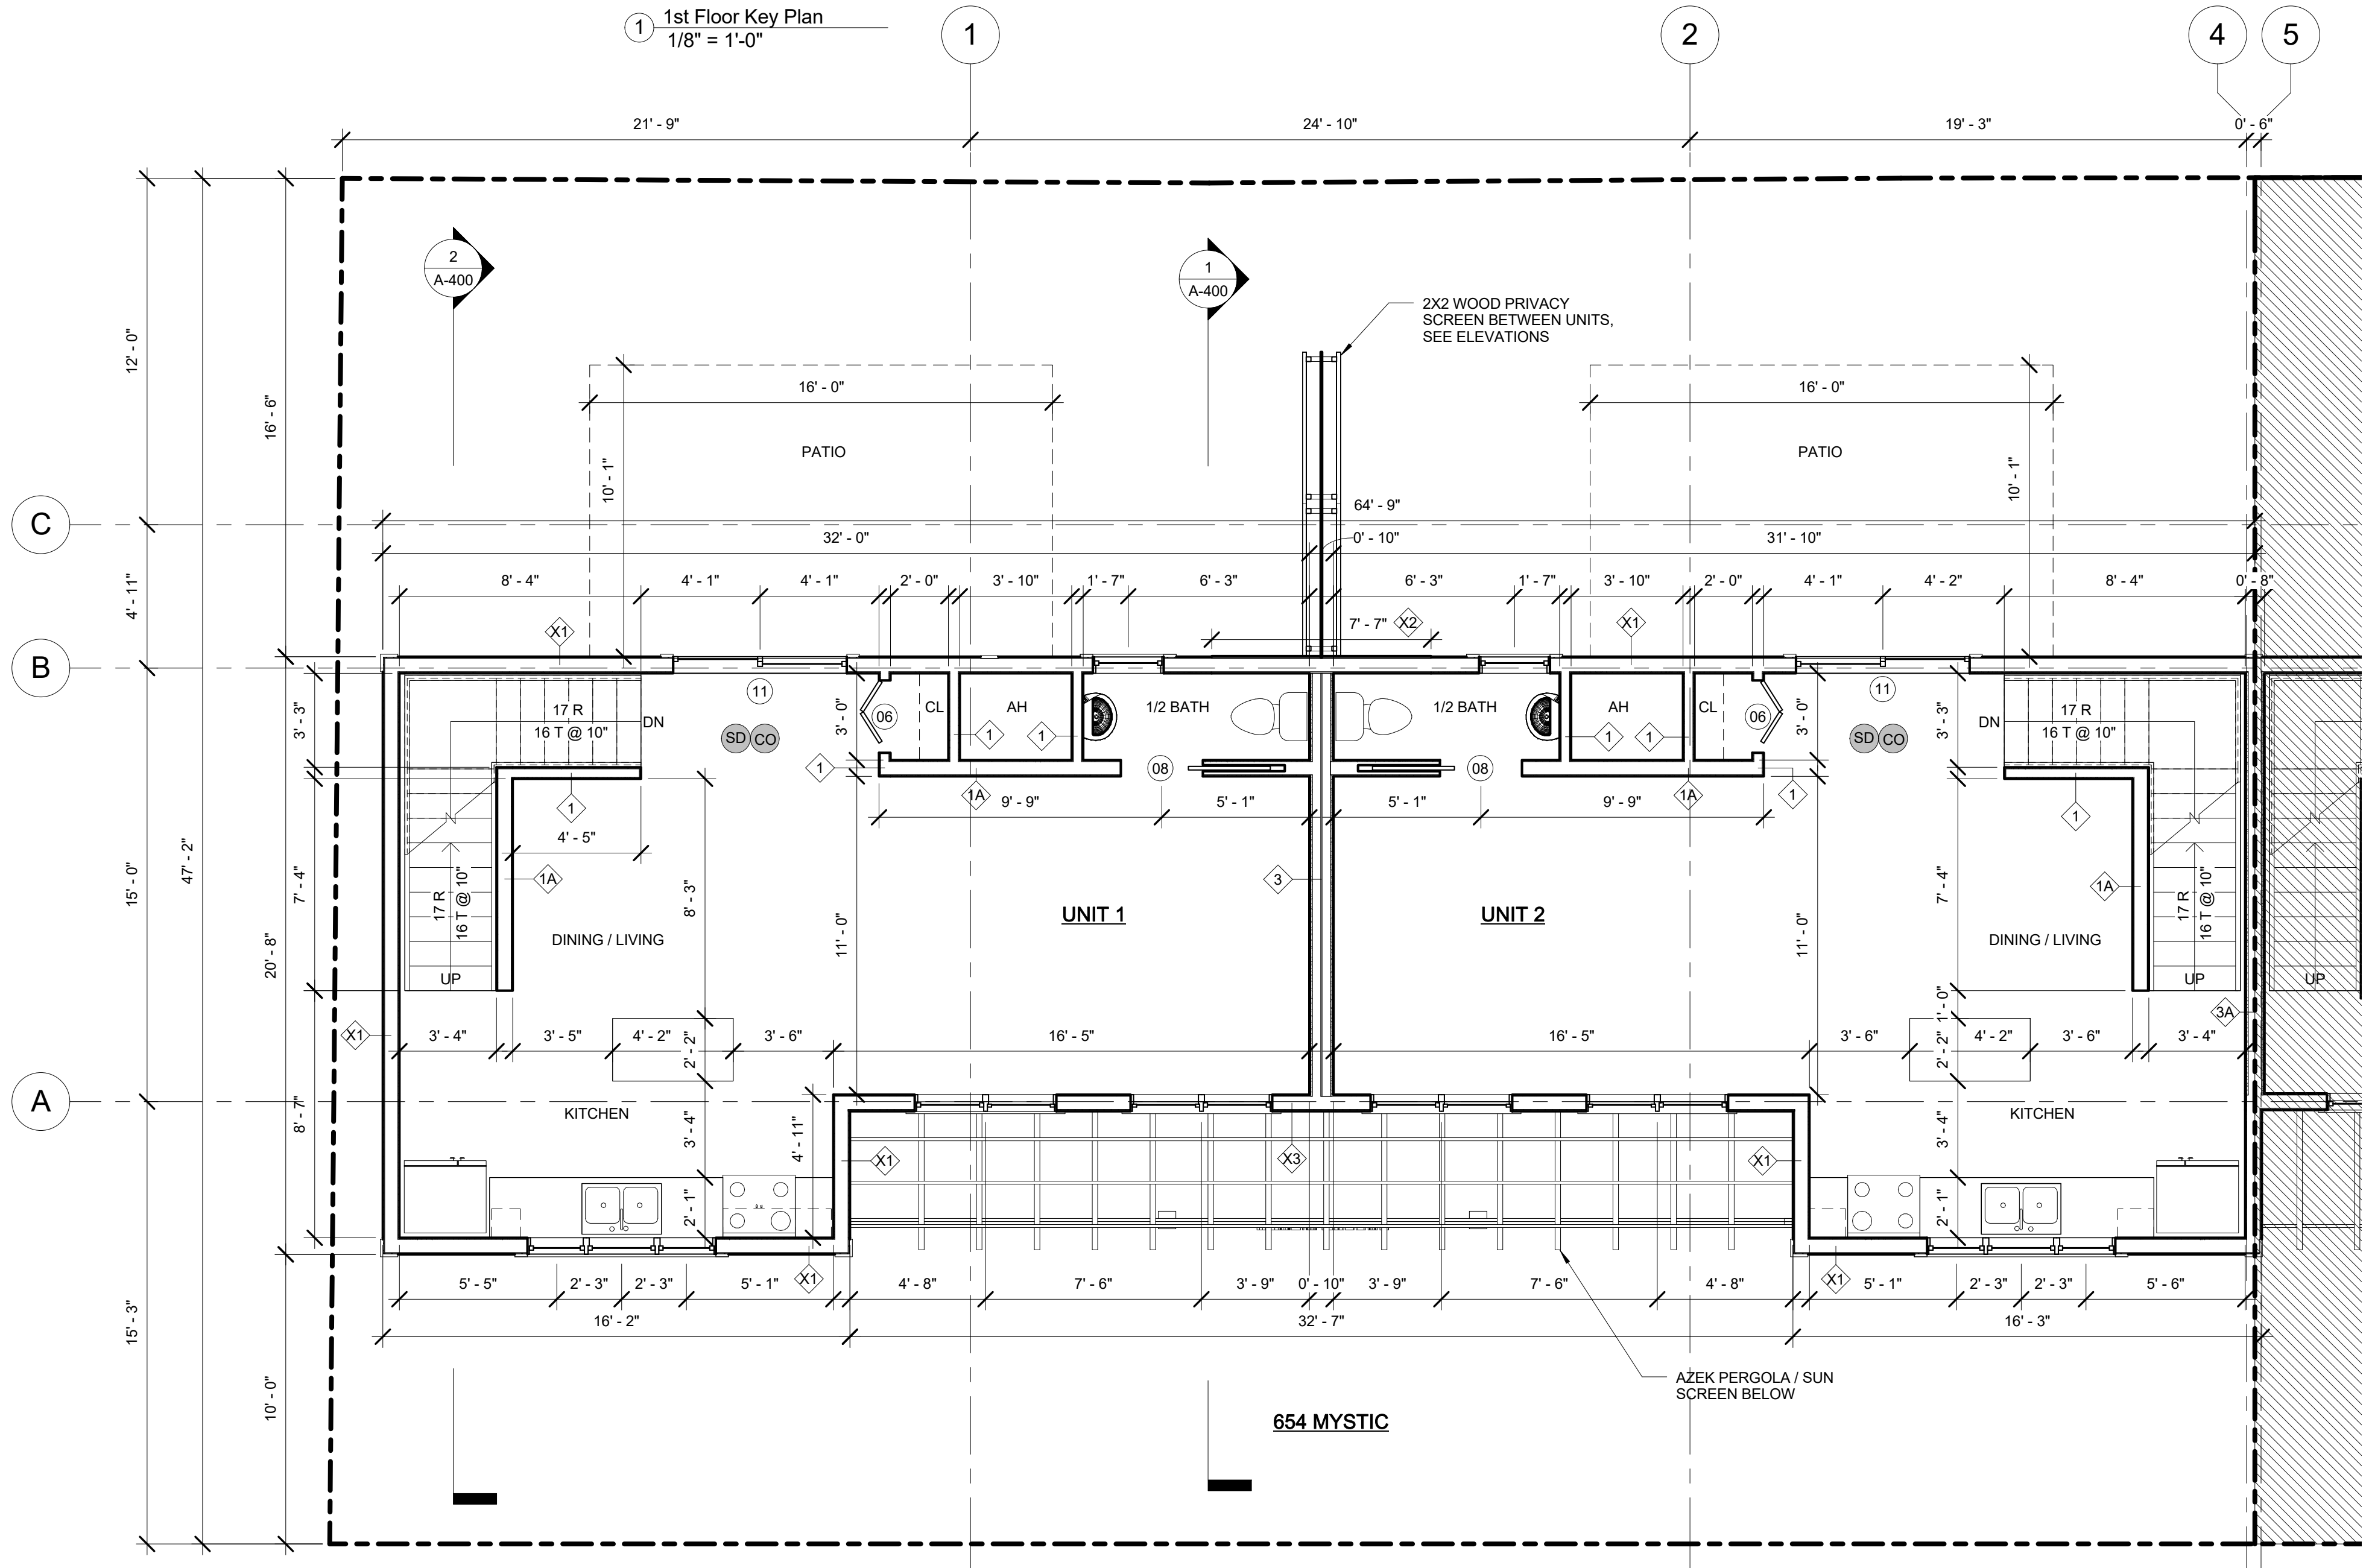 1
1st Floor Key Plan
1/8" = 1'-0"
1
2
4
5
21' - 9"
24' - 10"
19' - 3"
0' - 6"
2
A-400
1
A-400
2X2 WOOD PRIVACY
SCREEN BETWEEN UNITS,
SEE ELEVATIONS
12' - 0"
16' - 6"
16' - 0"
16' - 0"
PATIO
PATIO
10' - 1"
10' - 1"
C
64' - 9"
32' - 0"
0' - 10"
31' - 10"
4' - 11"
8' - 4"
4' - 1"
4' - 1"
2' - 0"
3' - 10"
1' - 7"
6' - 3"
6' - 3"
1' - 7"
3' - 10"
2' - 0"
4' - 1"
4' - 2"
8' - 4"
0' - 8"
X1
7' - 7"
X2
X1
B
11
11
3' - 3"
17 R
16 T @ 10"
DN
SD
CO
3' - 0"
06
CL
AH
1/2 BATH
1/2 BATH
AH
CL
06
3' - 0"
SD
CO
3' - 3"
DN
17 R
16 T @ 10"
1
1
1
1
1
08
08
1
1
1A
9' - 9"
5' - 1"
5' - 1"
9' - 9"
1A
1
4' - 5"
47' - 2"
15' - 0"
20' - 8"
7' - 4"
17 R
16 T @ 10"
UP
1A
8' - 3"
11' - 0"
3
UNIT 1
UNIT 2
11' - 0"
7' - 4"
1A
17 R
16 T @ 10"
UP
UP
DINING / LIVING
DINING / LIVING
1' - 0"
3A
X1
3' - 4"
3' - 5"
4' - 2"
2' - 2"
3' - 6"
16' - 5"
16' - 5"
3' - 6"
2' - 2"
4' - 2"
3' - 6"
3' - 4"
A
8' - 7"
KITCHEN
KITCHEN
3' - 4"
4' - 11"
X1
X3
X1
3' - 4"
2' - 1"
2' - 1"
5' - 5"
2' - 3"
2' - 3"
5' - 1"
X1
4' - 8"
7' - 6"
3' - 9"
0' - 10"
3' - 9"
7' - 6"
4' - 8"
X1
5' - 1"
2' - 3"
2' - 3"
5' - 6"
16' - 2"
32' - 7"
16' - 3"
15' - 3"
10' - 0"
AZEK PERGOLA / SUN
SCREEN BELOW
654 MYSTIC